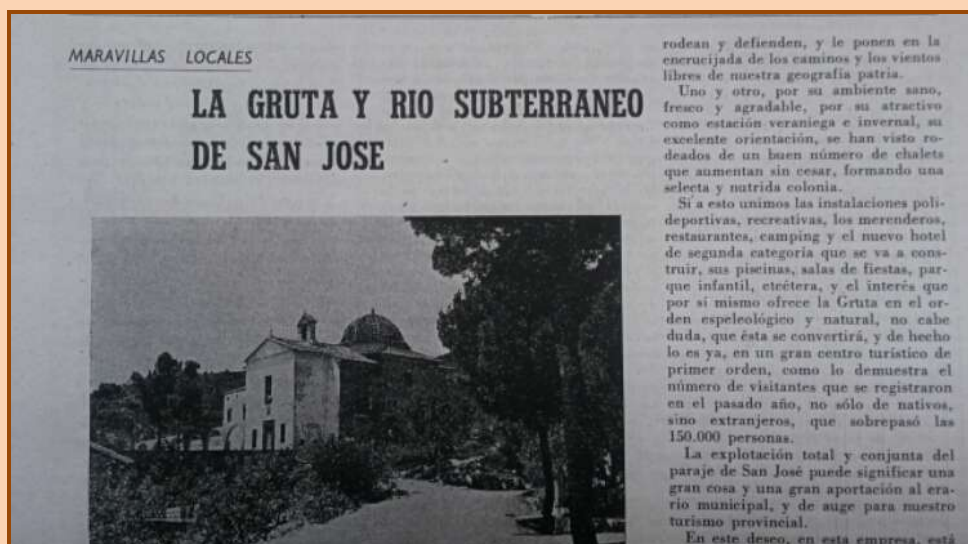 MARAVILLAS LOCALES
LA GRUTA Y RIO SUBTERRANEO
DE SAN JOSE
rodean y defienden, y le ponen en la
encrucijada de los caminos y los vientos
libres de nuestra geografía patria.
Uno y otro, por su ambiente sano,
fresco y agradable, por su atractivo
como estación veraniega e invernal, su
excelente orientación, se han visto ro-
deados de un buen número de chalets
que aumentan sin cesar, formando una
selecta y nutrida colonia.
Si a esto unimos las instalaciones poli-
deportivas, recreativas, los merenderos,
restaurantes, camping y el nuevo hotel
de segunda categoría que se va a cons-
truir, sus piscinas, salas de fiestas, par-
que infantil, etcétera, y el interés que
por sí mismo ofrece la Gruta en el or-
den espeleológico y natural, no cabe
duda, que ésta se convertirá, y de hecho
lo es ya, en un gran centro turístico de
primer orden, como lo demuestra el
número de visitantes que se registraron
en el pasado año, no sólo de nativos,
sino extranjeros, que sobrepasó las
150.000 personas.
La explotación total y conjunta del
paraje de San José puede significar una
gran cosa y una gran aportación al era-
rio municipal, y de auge para nuestro
turismo provincial.
En este deseo, en esta empresa, está